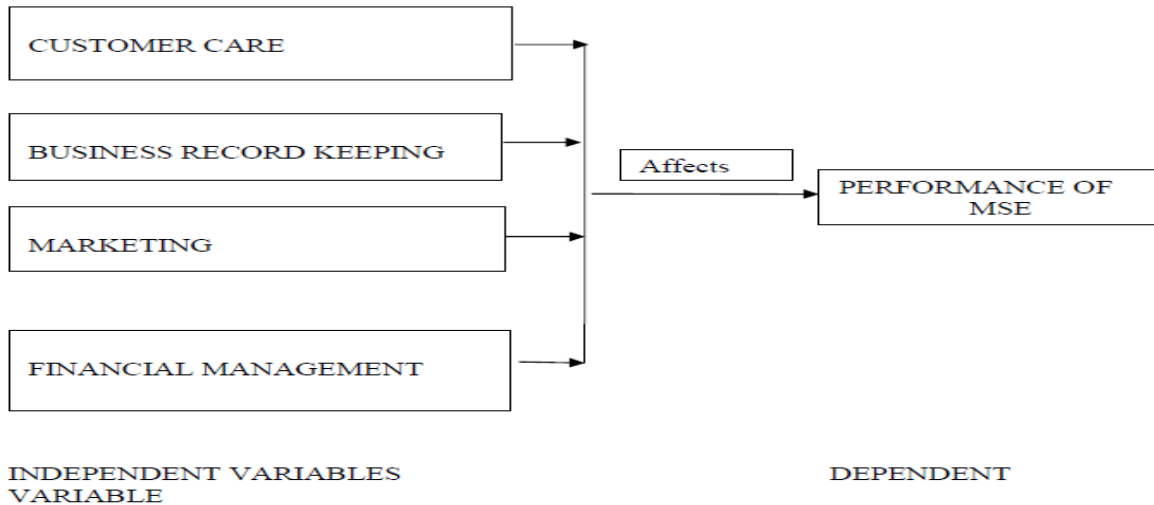 CUSTOMER CARE
BUSINESS RECORD KEEPING
MARKETING
FINANCIAL MANAGEMENT
Affects
PERFORMANCE OF
MSE
INDEPENDENT VARIABLES DEPENDENT
VARIABLE